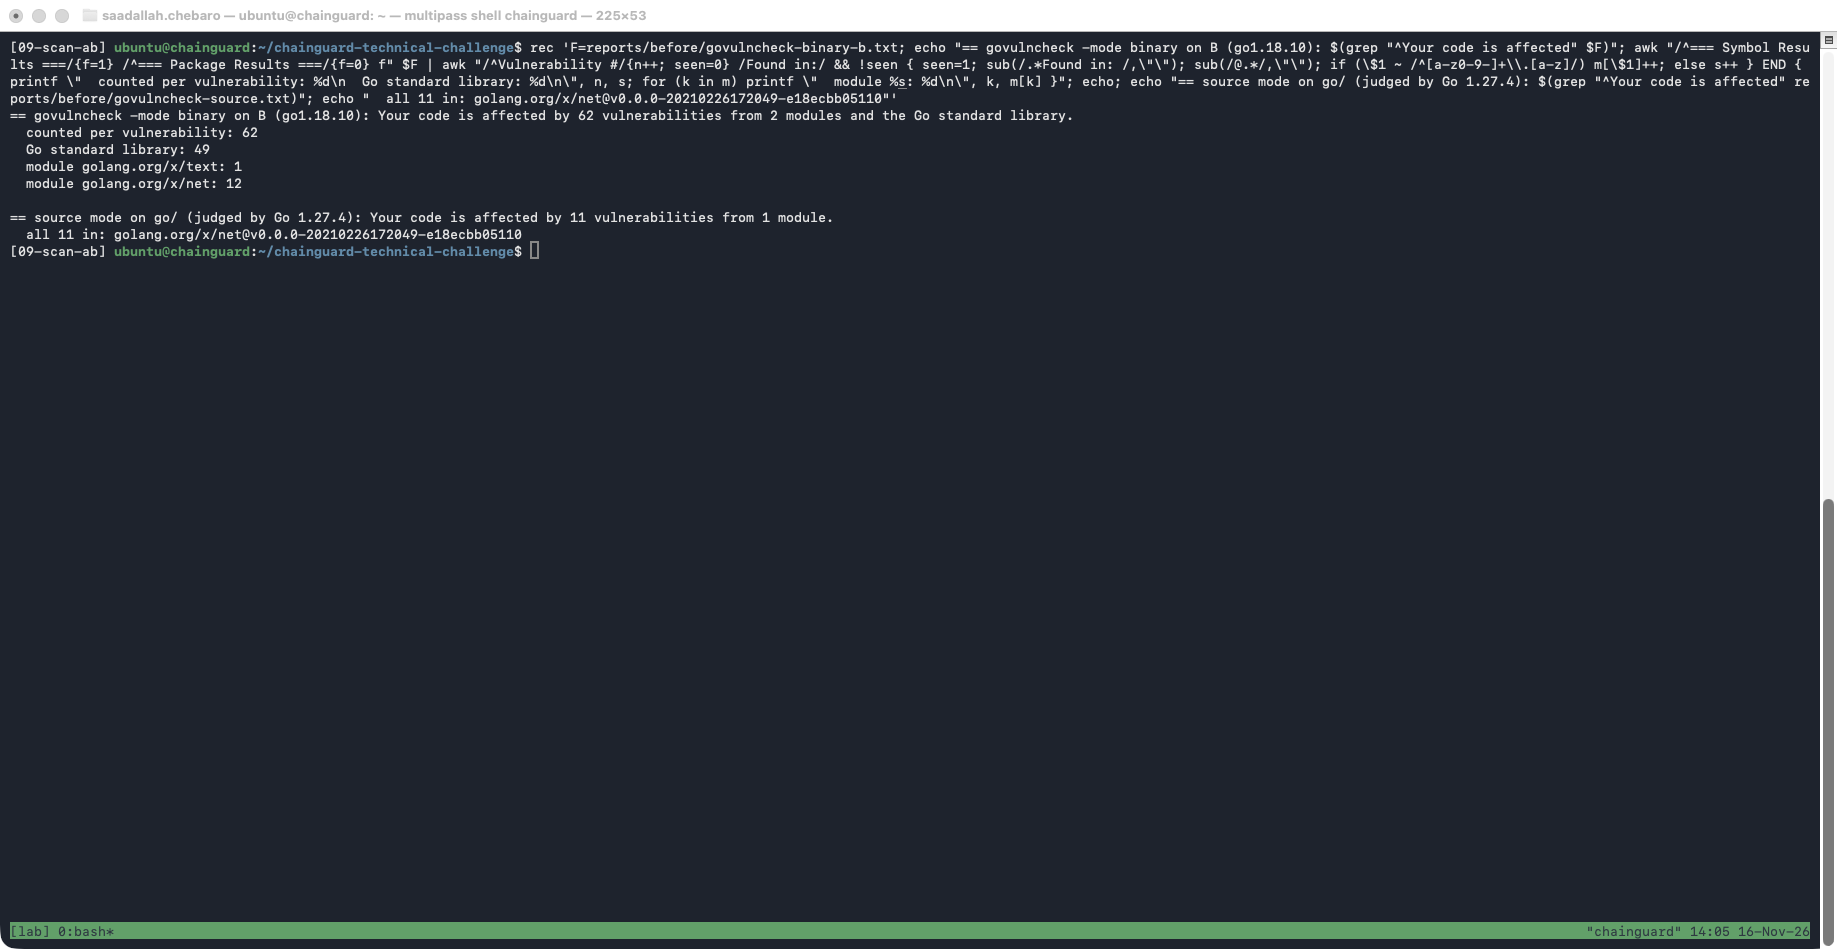 saadallah.chebaro — ubuntu@chainguard: ~ — multipass shell chainguard — 225×53
[09-scan-ab] ubuntu@chainguard:~/chainguard-technical-challenge$ rec 'F=reports/before/govulncheck-binary-b.txt; echo "== govulncheck -mode binary on B (go1.18.10): $(grep "^Your code is affected" $F)"; awk "/^=== Symbol Resu
lts ===/{f=1} /^=== Package Results ===/{f=0} f" $F | awk "/^Vulnerability #/{n++; seen=0} /Found in:/ && !seen { seen=1; sub(/.*Found in: /,\"\"); sub(/@.*/,\"\"); if (\$1 ~ /^[a-z0-9-]+\\.[a-z]/) m[\$1]++; else s++ } END {
printf \"  counted per vulnerability: %d\n  Go standard library: %d\n\", n, s; for (k in m) printf \"  module %s: %d\n\", k, m[k] }"; echo; echo "== source mode on go/ (judged by Go 1.27.4): $(grep "^Your code is affected" re
ports/before/govulncheck-source.txt)"; echo "  all 11 in: golang.org/x/net@v0.0.0-20210226172049-e18ecbb05110"'
== govulncheck -mode binary on B (go1.18.10): Your code is affected by 62 vulnerabilities from 2 modules and the Go standard library.
  counted per vulnerability: 62
  Go standard library: 49
  module golang.org/x/text: 1
  module golang.org/x/net: 12
== source mode on go/ (judged by Go 1.27.4): Your code is affected by 11 vulnerabilities from 1 module.
  all 11 in: golang.org/x/net@v0.0.0-20210226172049-e18ecbb05110
[09-scan-ab] ubuntu@chainguard:~/chainguard-technical-challenge$
[lab] 0:bash* "chainguard" 14:05 16-Nov-26